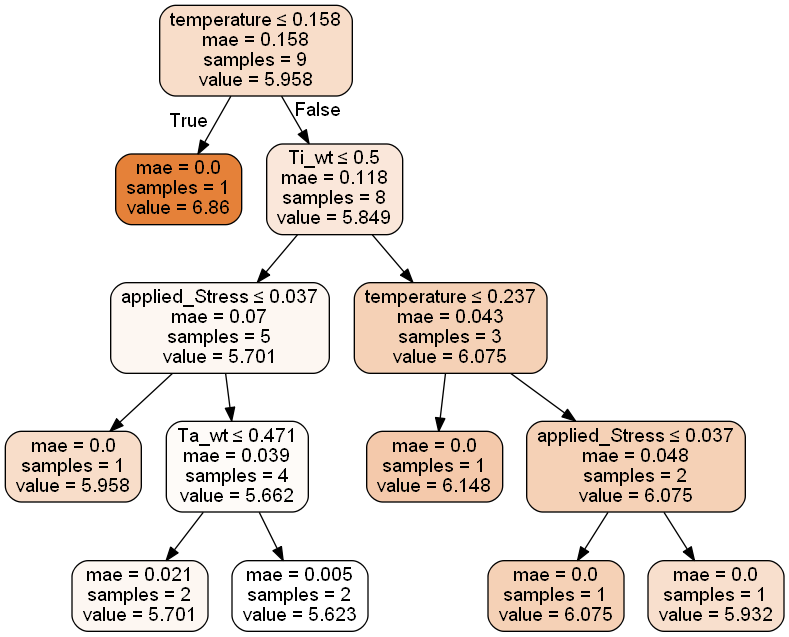 temperature ≤ 0.158
mae = 0.158
samples = 9
value = 5.958
True
False
mae = 0.0
samples = 1
value = 6.86
Ti_wt ≤ 0.5
mae = 0.118
samples = 8
value = 5.849
applied_Stress ≤ 0.037
mae = 0.07
samples = 5
value = 5.701
temperature ≤ 0.237
mae = 0.043
samples = 3
value = 6.075
mae = 0.0
samples = 1
value = 5.958
Ta_wt ≤ 0.471
mae = 0.039
samples = 4
value = 5.662
mae = 0.0
samples = 1
value = 6.148
applied_Stress ≤ 0.037
mae = 0.048
samples = 2
value = 6.075
mae = 0.021
samples = 2
value = 5.701
mae = 0.005
samples = 2
value = 5.623
mae = 0.0
samples = 1
value = 6.075
mae = 0.0
samples = 1
value = 5.932